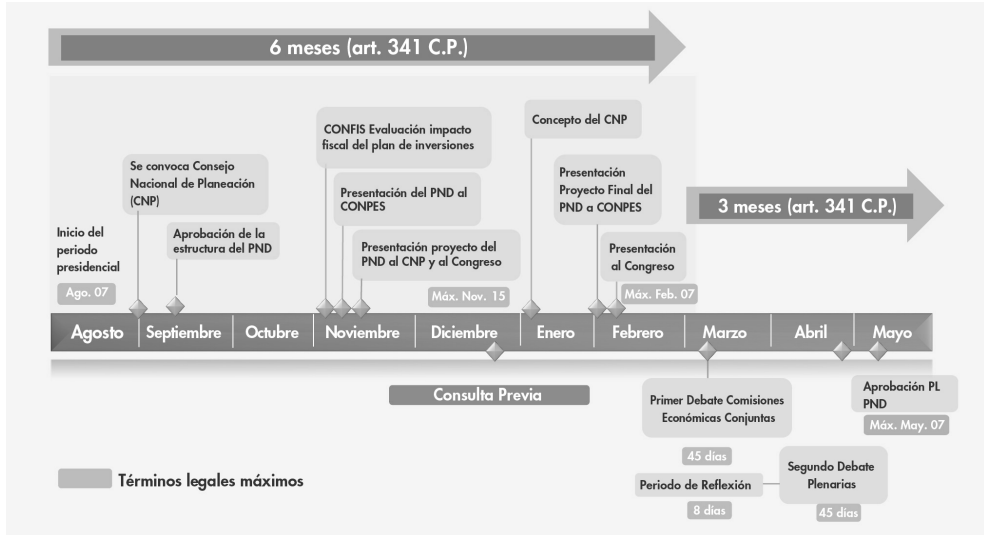 6 meses (art. 341 C.P.)
CONFIS Evaluación impacto
fiscal del plan de inversiones
Concepto del CNP
Se convoca Consejo
Nacional de Planeación
(CNP)
Presentación del PND al
CONPES
Presentación
Proyecto Final del
PND a CONPES
3 meses (art. 341 C.P.)
Inicio del
periodo
presidencial
Ago. 07
Aprobación de la
estructura del PND
Presentación proyecto del
PND al CNP y al Congreso
Máx. Nov. 15
Presentación
al Congreso
Máx. Feb. 07
Agosto Septiembre Octubre Noviembre Diciembre Enero Febrero Marzo Abril Mayo
Consulta Previa
Primer Debate Comisiones
Económicas Conjuntas
45 días
Aprobación PL
PND
Máx. May. 07
Periodo de Reflexión
8 días
Segundo Debate
Plenarias
45 días
Términos legales máximos